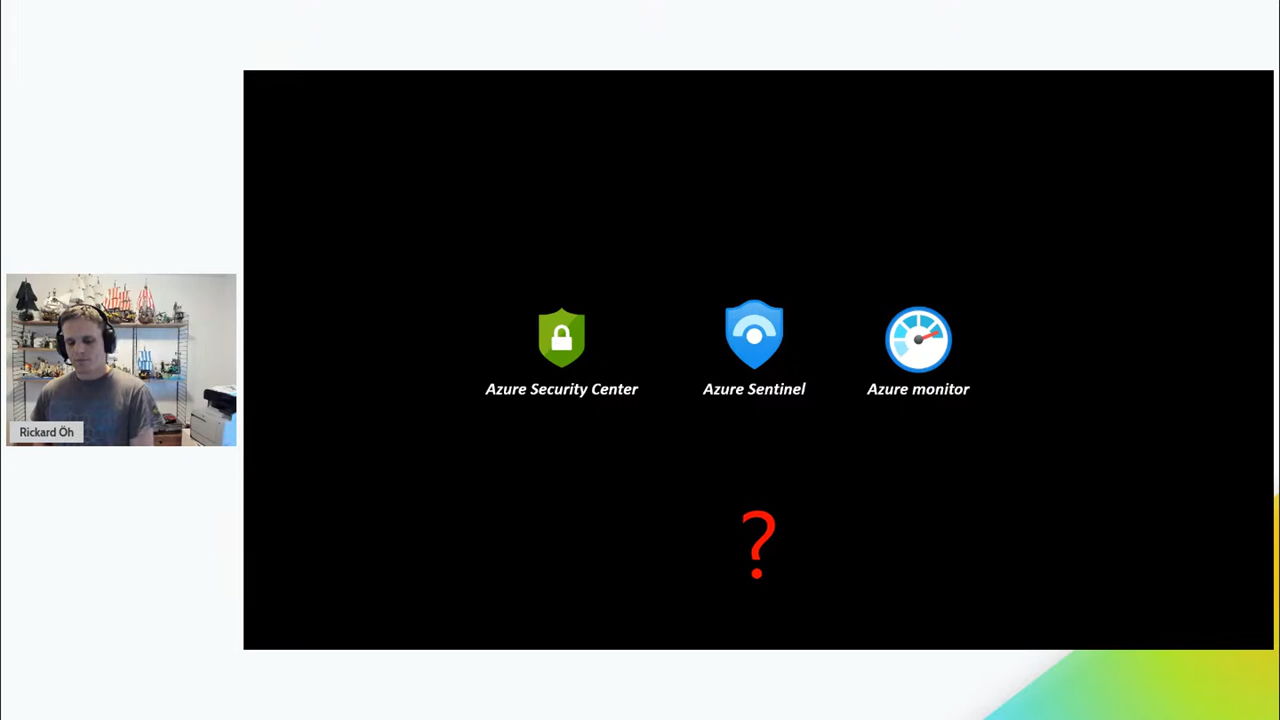 Azure Security Center
Azure Sentinel
Azure monitor
Rickard Öh
?